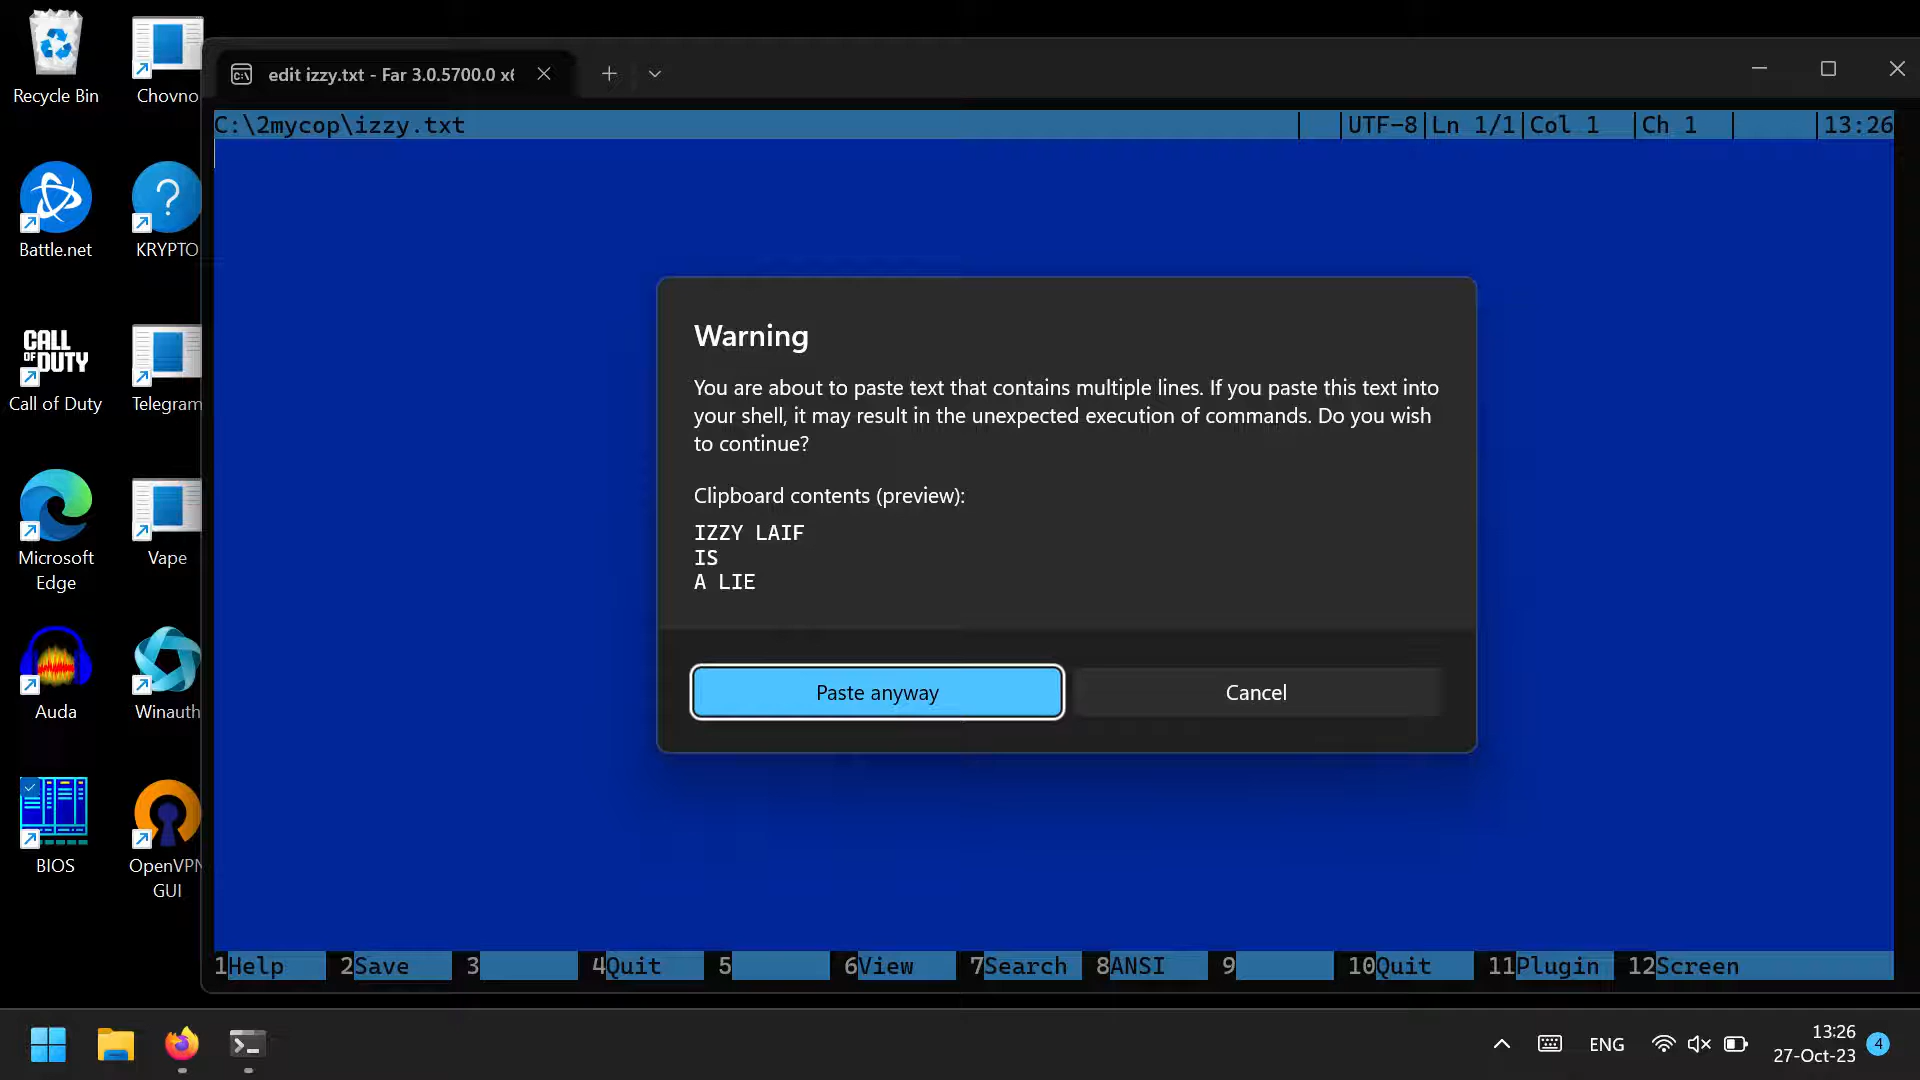 Recycle Bin
Chovno
Battle.net
KRYPTO
CALL
OF DUTY
Call of Duty
Telegram
Microsoft
Edge
Vape
Auda
Winauth
BIOS
OpenVPN
GUI
edit izzy.txt - Far 3.0.5700.0 x6
C:\2mycop\izzy.txt
UTF-8│Ln 1/1│Col 1 │Ch 1 │ │13:26
Warning
You are about to paste text that contains multiple lines. If you paste this text into
your shell, it may result in the unexpected execution of commands. Do you wish
to continue?
Clipboard contents (preview):
IZZY LAIF
IS
A LIE
Paste anyway
Cancel
1Help 2Save 3 4Quit 5 6View 7Search 8ANSI 9 10Quit 11Plugin 12Screen
ENG
13:26
27-Oct-23
4